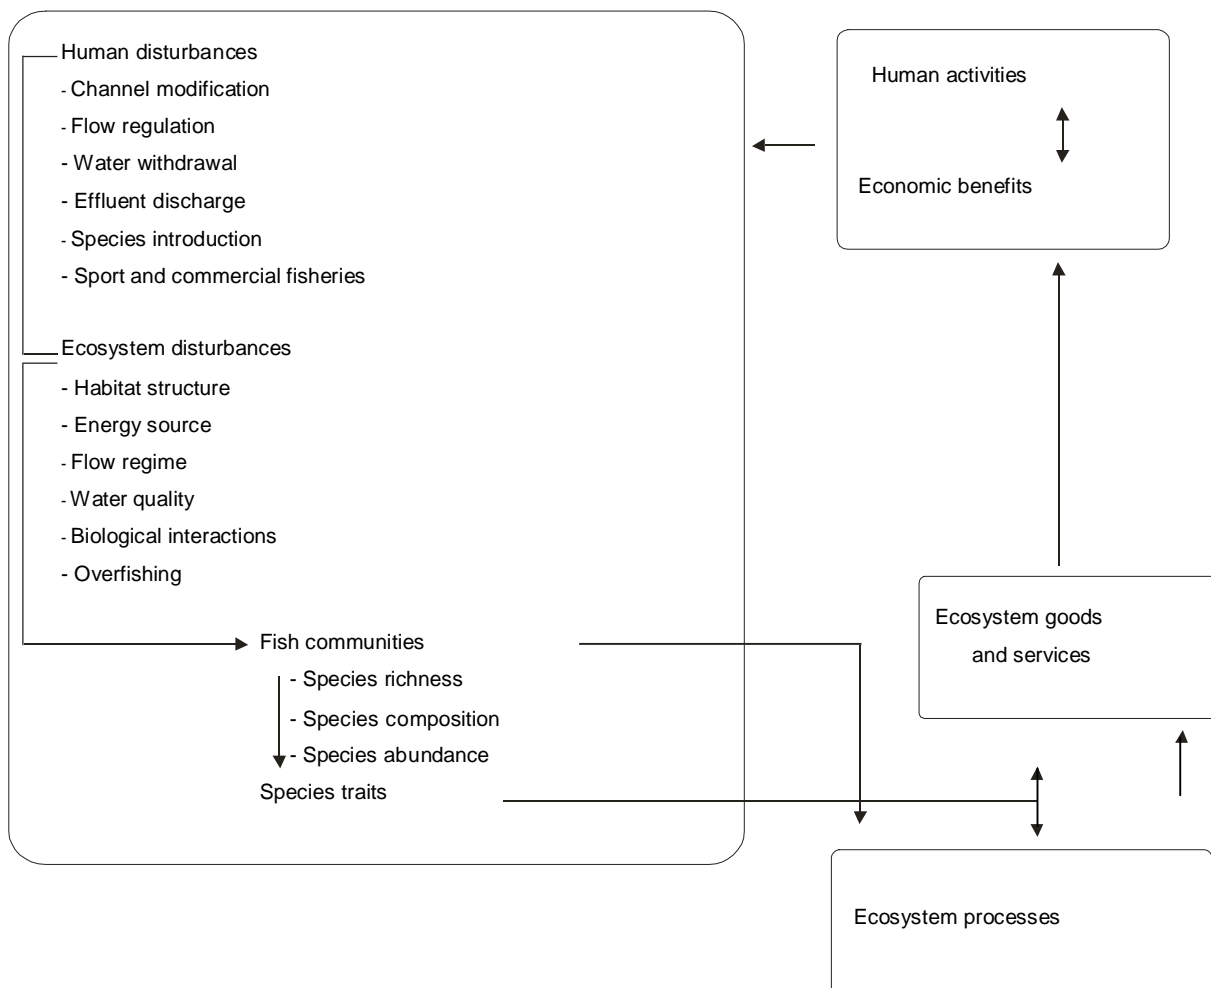 Human disturbances
- Channel modification
- Flow regulation
- Water withdrawal
- Effluent discharge
- Species introduction
- Sport and commercial fisheries
Ecosystem disturbances
- Habitat structure
- Energy source
- Flow regime
- Water quality
- Biological interactions
- Overfishing
Fish communities
- Species richness
- Species composition
- Species abundance
Species traits
Human activities
Economic benefits
Ecosystem goods
and services
Ecosystem processes